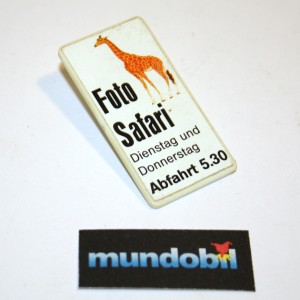 Foto
Safari
Dienstag und
Donnerstag
Abfahrt 5.30
mundobil